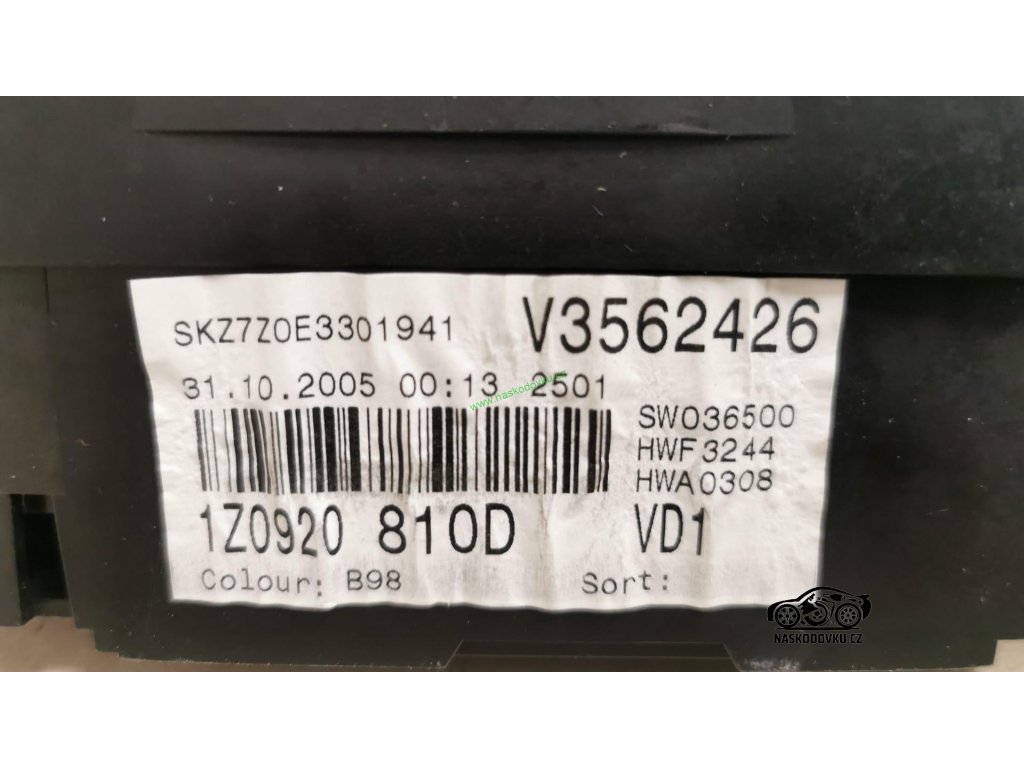 SKZ7Z0E3301941 V3562426
31.10.2005 00:13 2501
www.naskodovku.cz
SW036500
HWF3244
HWA0308
1Z0920 810D VD1
Colour: B98 Sort:
NASKODOVKU.CZ